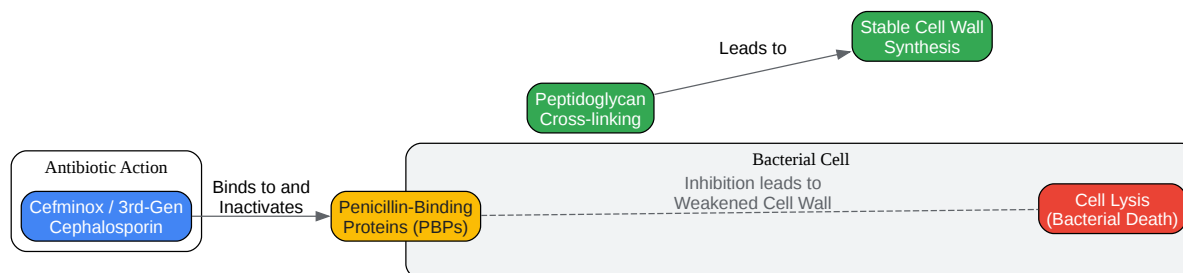 Stable Cell Wall
Synthesis
Leads to
Peptidoglycan
Cross-linking
Antibiotic Action
Bacterial Cell
Cefminox / 3rd-Gen
Cephalosporin
Binds to and
Inactivates
Penicillin-Binding
Proteins (PBPs)
Inhibition leads to
Weakened Cell Wall
Cell Lysis
(Bacterial Death)